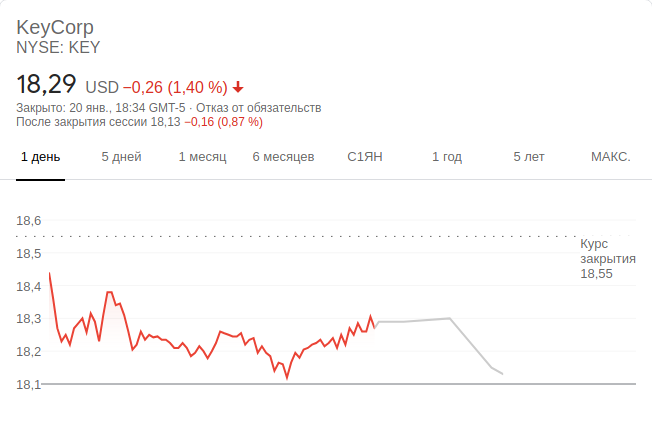 KeyCorp
NYSE: KEY
18,29 USD −0,26 (1,40 %)
Закрыто: 20 янв., 18:34 GMT-5 · Отказ от обязательств
После закрытия сессии 18,13 −0,16 (0,87 %)
1 день 5 дней 1 месяц 6 месяцев С1ЯН 1 год 5 лет МАКС.
18,6
18,5
18,4
18,3
18,2
18,1
Курс
закрытия
18,55